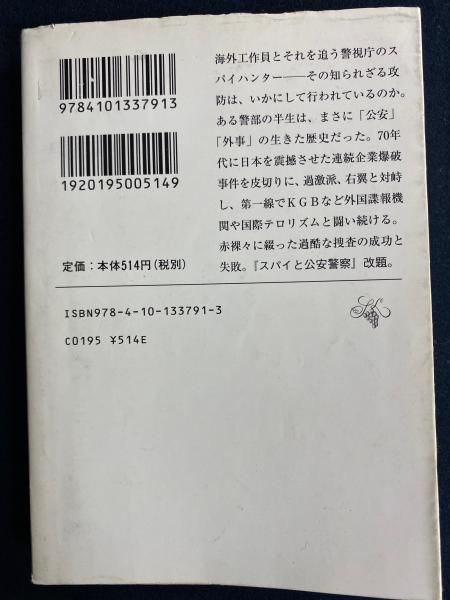 9784101337913
1920195005149
定価：本体514円(税別)
海外工作員とそれを追う警視庁のス
パイハンター――その知られざる攻
防は、いかにして行われているのか。
ある警部の半生は、まさに「公安」
「外事」の生きた歴史だった。70年
代に日本を震撼させた連続企業爆破
事件を皮切りに、過激派、右翼と対峙
し、第一線でＫＧＢなど外国諜報機
関や国際テロリズムと闘い続ける。
赤裸々に綴った過酷な捜査の成功と
失敗。『スパイと公安警察』改題。
ISBN978-4-10-133791-3
C0195 ¥514E